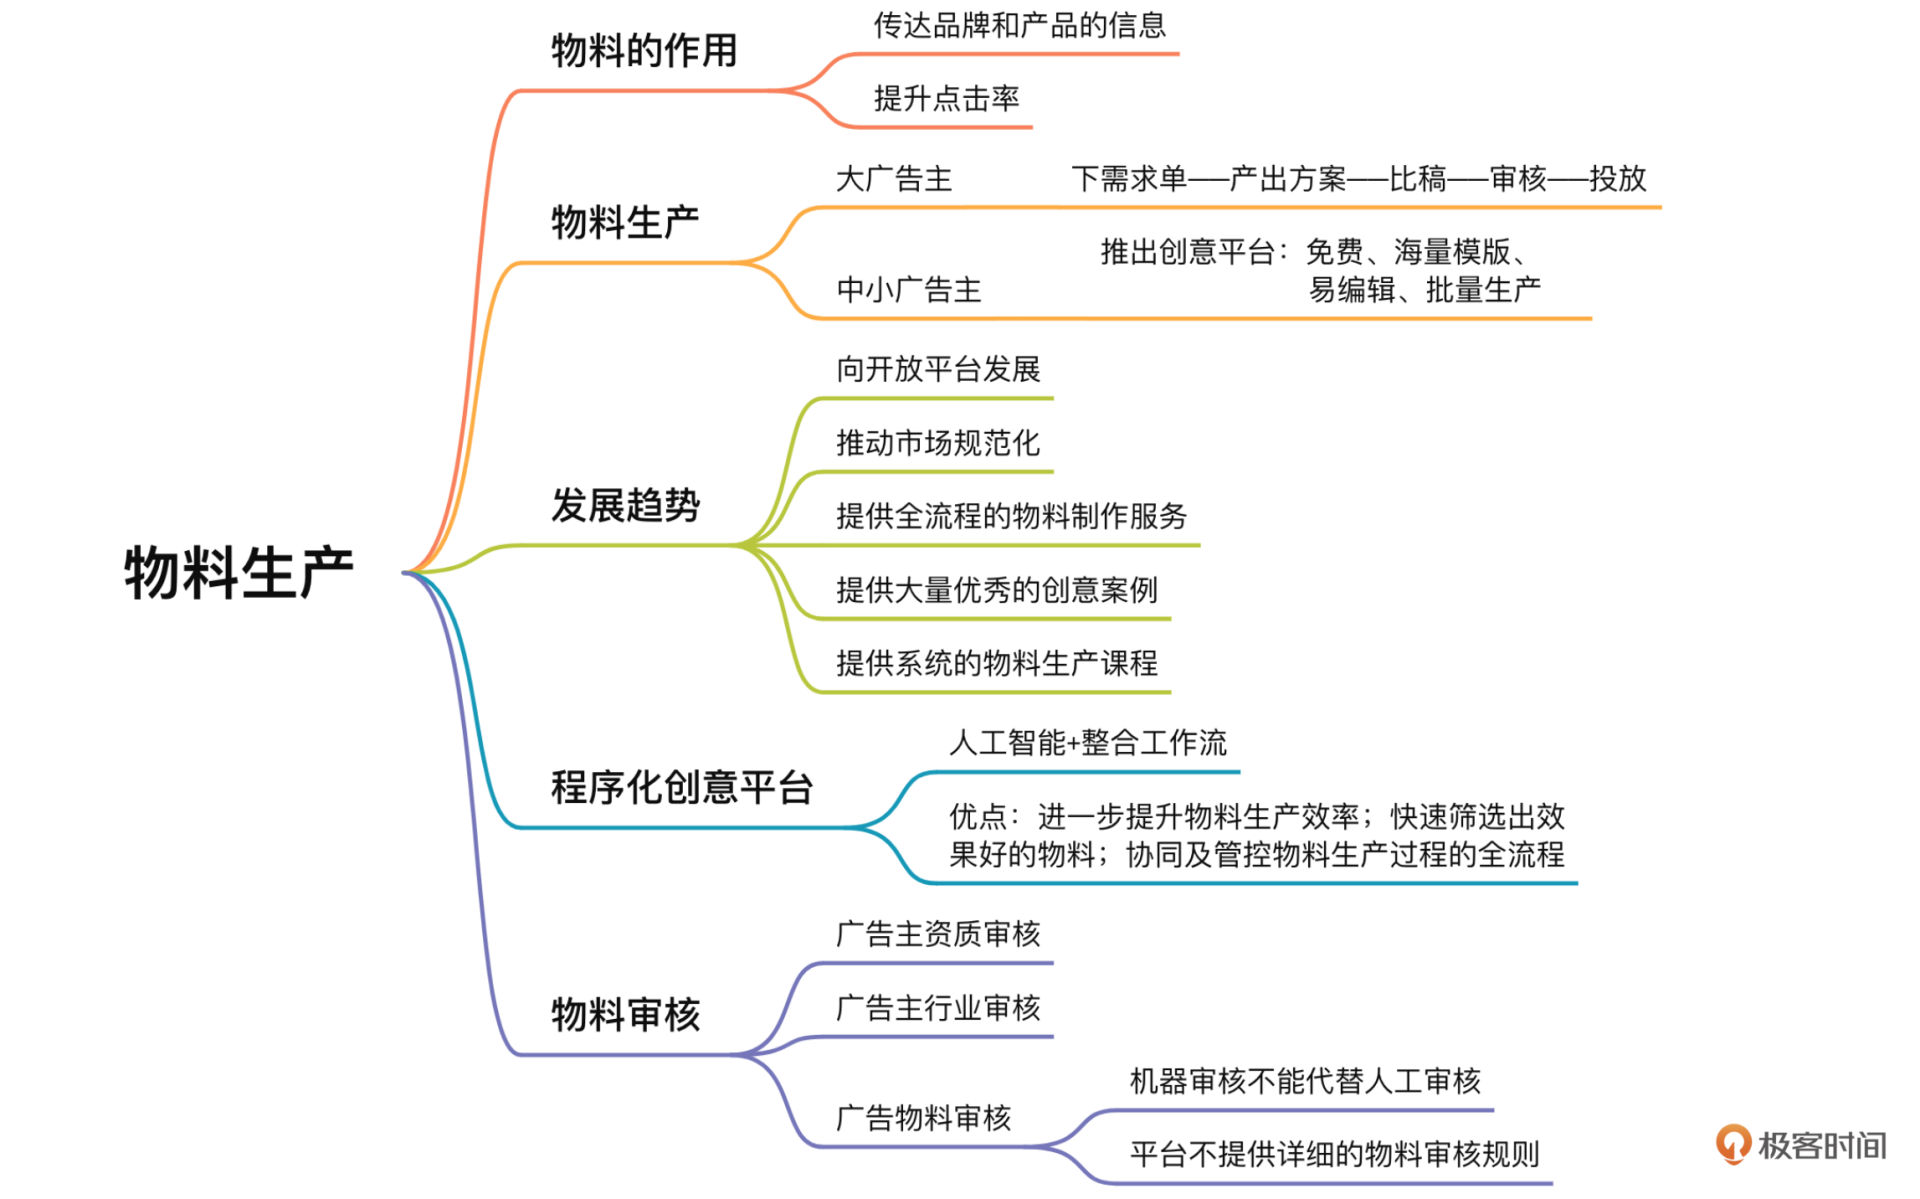 物料生产
物料的作用
传达品牌和产品的信息
提升点击率
物料生产
大广告主
下需求单——产出方案——比稿——审核——投放
中小广告主
推出创意平台：免费、海量模版、
易编辑、批量生产
发展趋势
向开放平台发展
推动市场规范化
提供全流程的物料制作服务
提供大量优秀的创意案例
提供系统的物料生产课程
程序化创意平台
人工智能+整合工作流
优点：进一步提升物料生产效率；快速筛选出效
果好的物料；协同及管控物料生产过程的全流程
物料审核
广告主资质审核
广告主行业审核
广告物料审核
机器审核不能代替人工审核
平台不提供详细的物料审核规则
极客时间